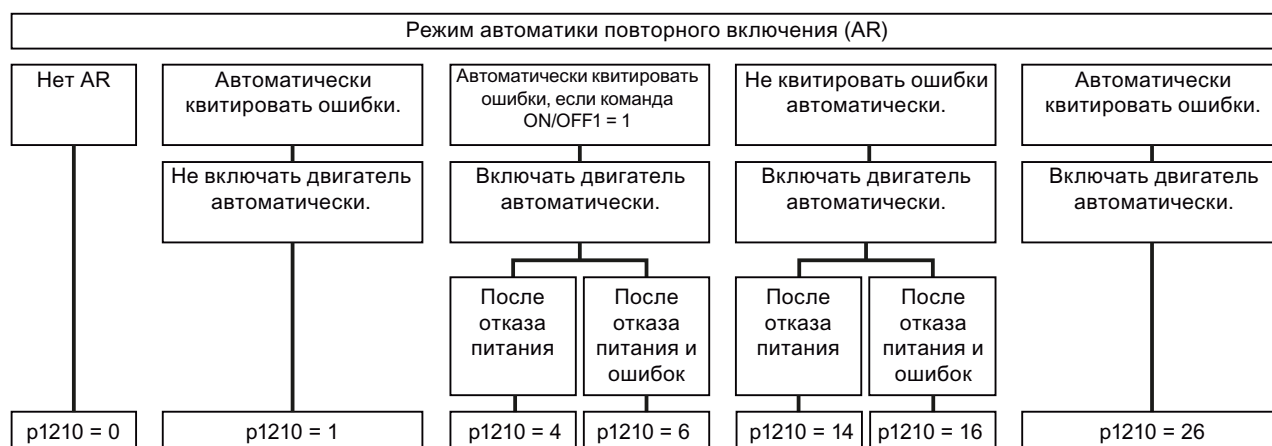 Режим автоматики повторного включения (AR)
Нет AR
Автоматически
квитировать ошибки.
Автоматически квитировать
ошибки, если команда
ON/OFF1 = 1
Не квитировать ошибки
автоматически.
Автоматически
квитировать ошибки.
Не включать двигатель
автоматически.
Включать двигатель
автоматически.
Включать двигатель
автоматически.
Включать двигатель
автоматически.
После
отказа
питания
После
отказа
питания и
ошибок
После
отказа
питания
После
отказа
питания и
ошибок
p1210 = 0
p1210 = 1
p1210 = 4
p1210 = 6
p1210 = 14
p1210 = 16
p1210 = 26